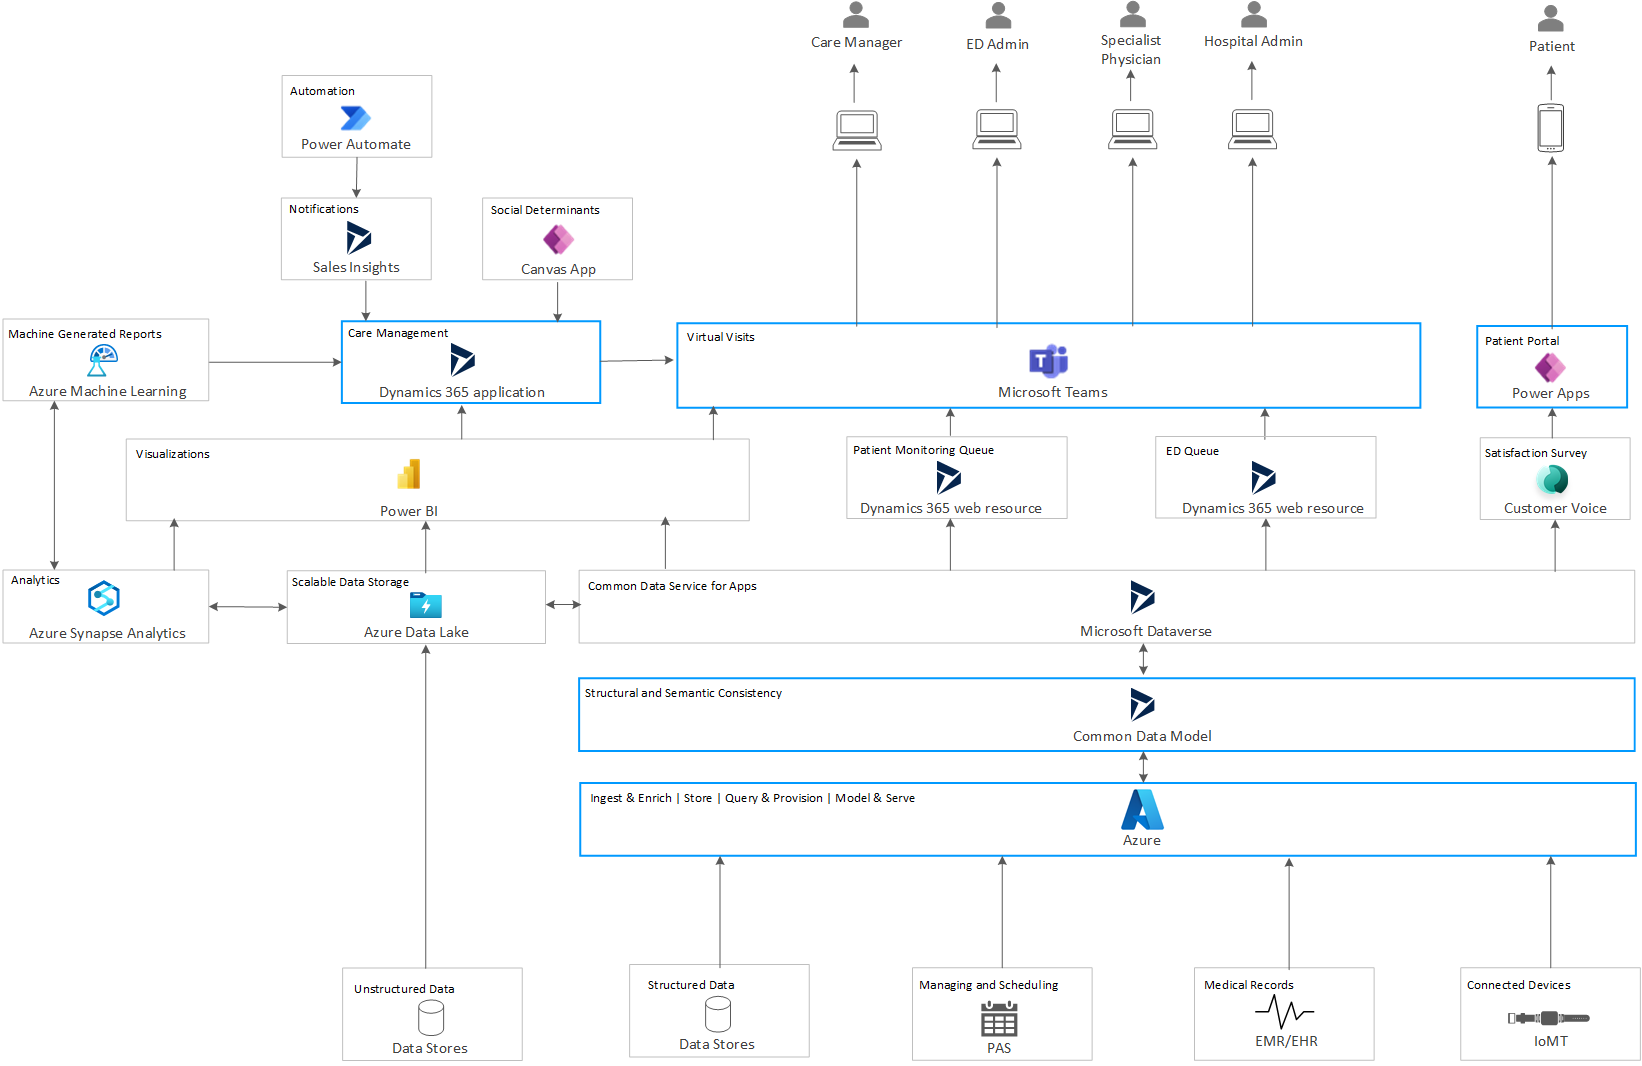 Care Manager
ED Admin
Specialist
Physician
Hospital Admin
Patient
Automation
Power Automate
Notifications
Sales Insights
Social Determinants
Canvas App
Machine Generated Reports
Azure Machine Learning
Care Management
Dynamics 365 application
Virtual Visits
Microsoft Teams
Patient Portal
Power Apps
Visualizations
Power BI
Patient Monitoring Queue
Dynamics 365 web resource
ED Queue
Dynamics 365 web resource
Satisfaction Survey
Customer Voice
Analytics
Azure Synapse Analytics
Scalable Data Storage
Azure Data Lake
Common Data Service for Apps
Microsoft Dataverse
Structural and Semantic Consistency
Common Data Model
Ingest & Enrich | Store | Query & Provision | Model & Serve
Azure
Unstructured Data
Data Stores
Structured Data
Data Stores
Managing and Scheduling
PAS
Medical Records
EMR/EHR
Connected Devices
IoMT